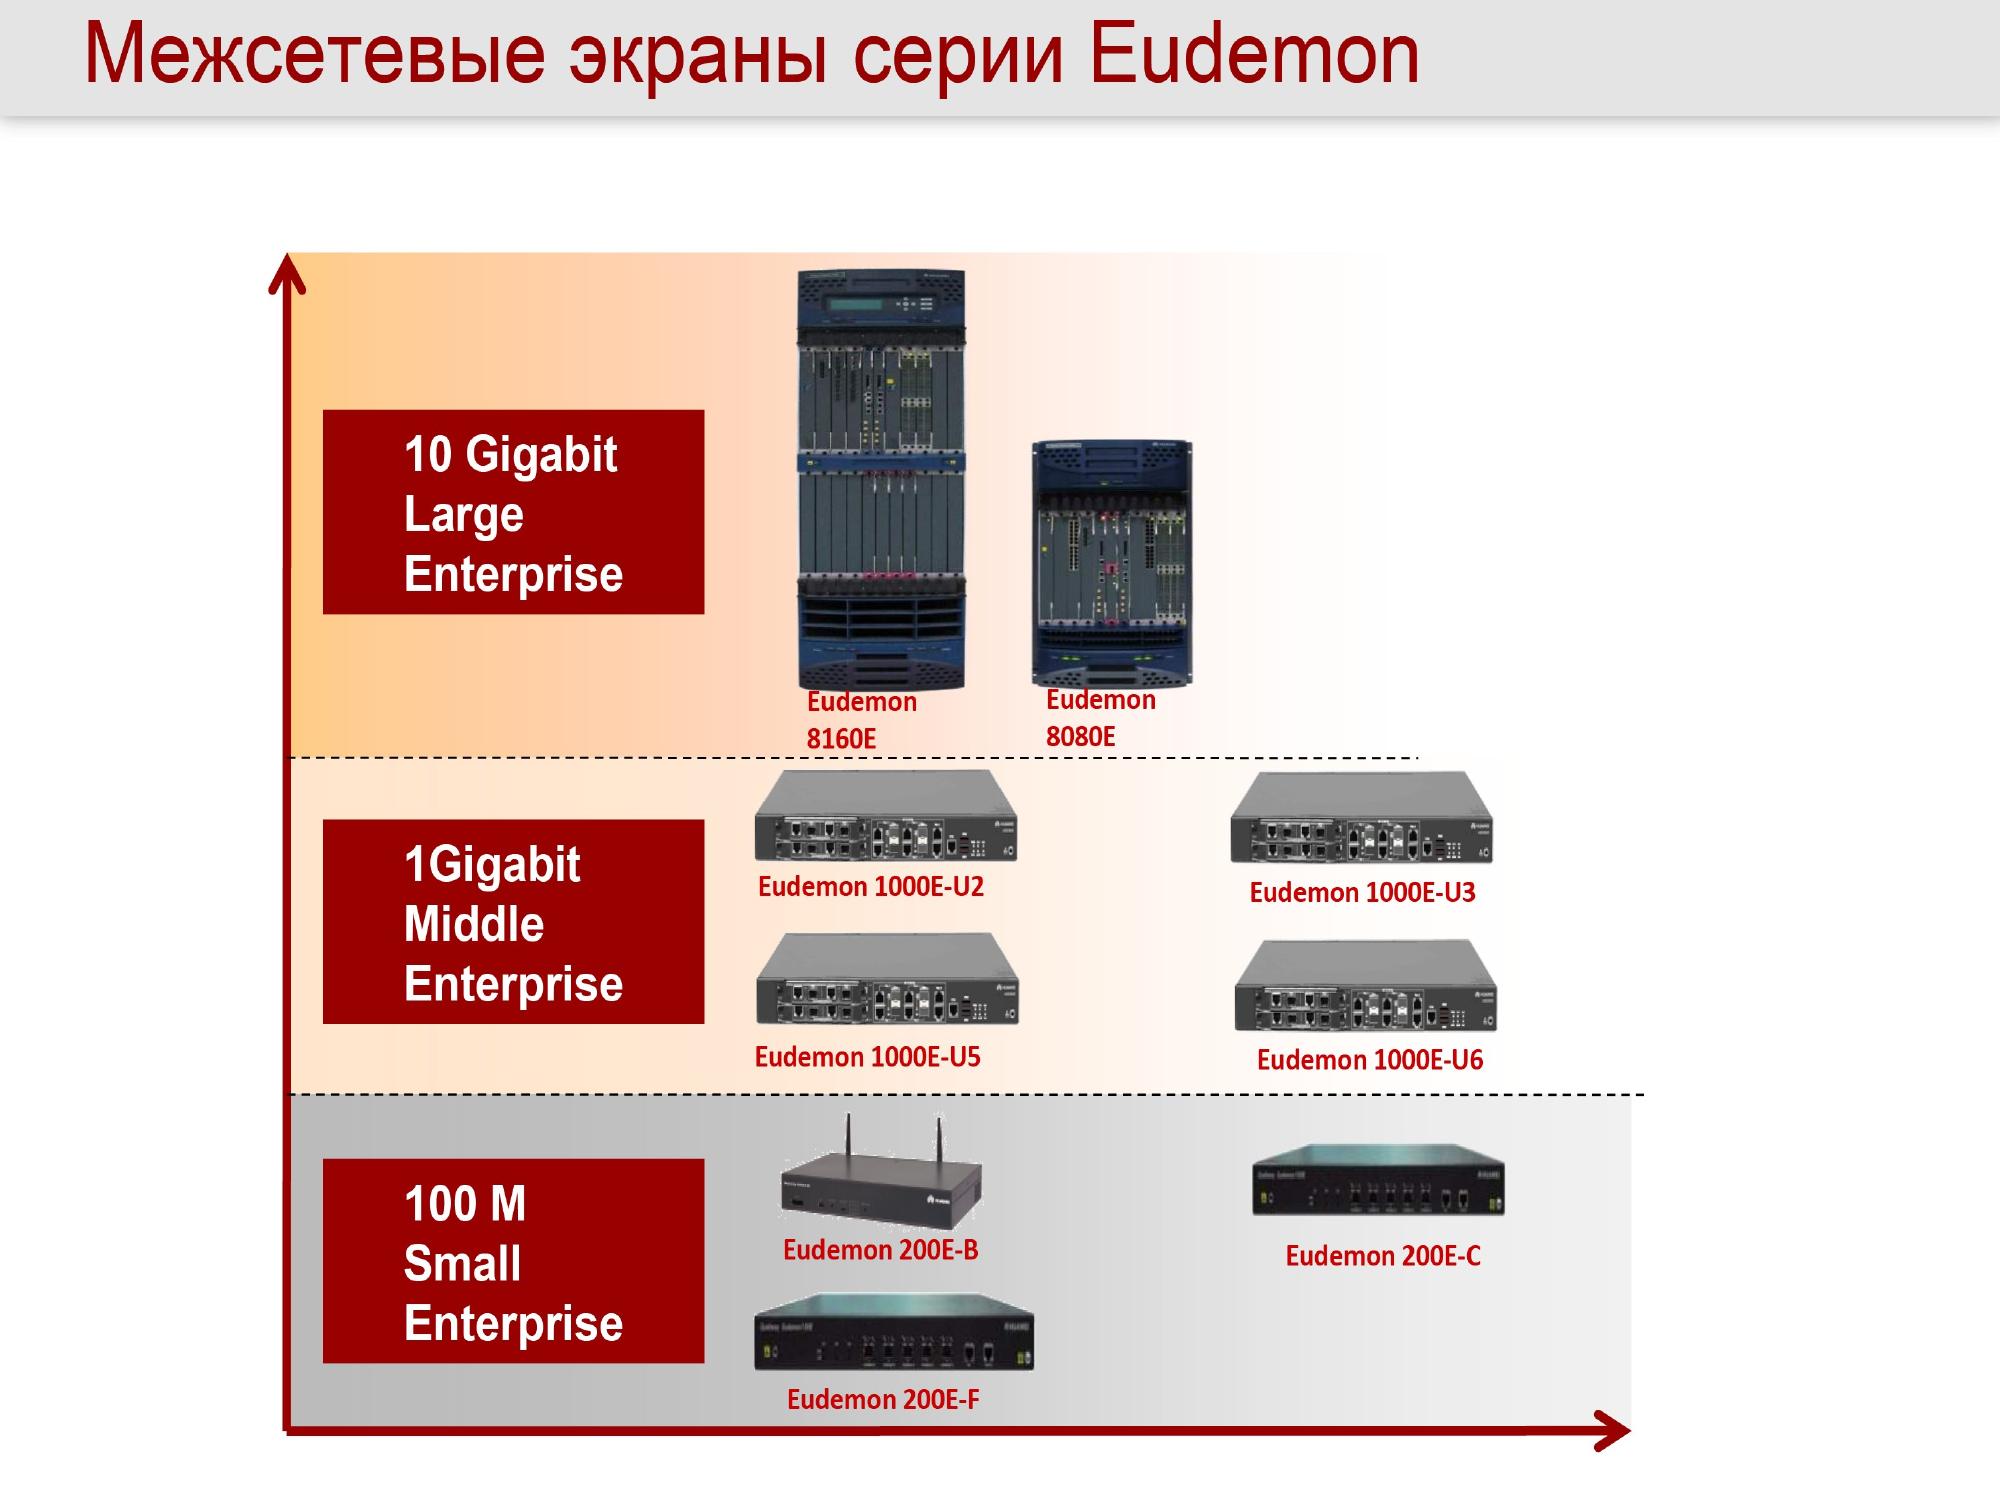 Межсетевые экраны серии Eudemon
10 Gigabit
Large
Enterprise
Eudemon
8160E
Eudemon
8080E
1Gigabit
Middle
Enterprise
Eudemon 1000E-U2
Eudemon 1000E-U3
Eudemon 1000E-U5
Eudemon 1000E-U6
100 M
Small
Enterprise
Eudemon 200E-B
Eudemon 200E-C
Eudemon 200E-F